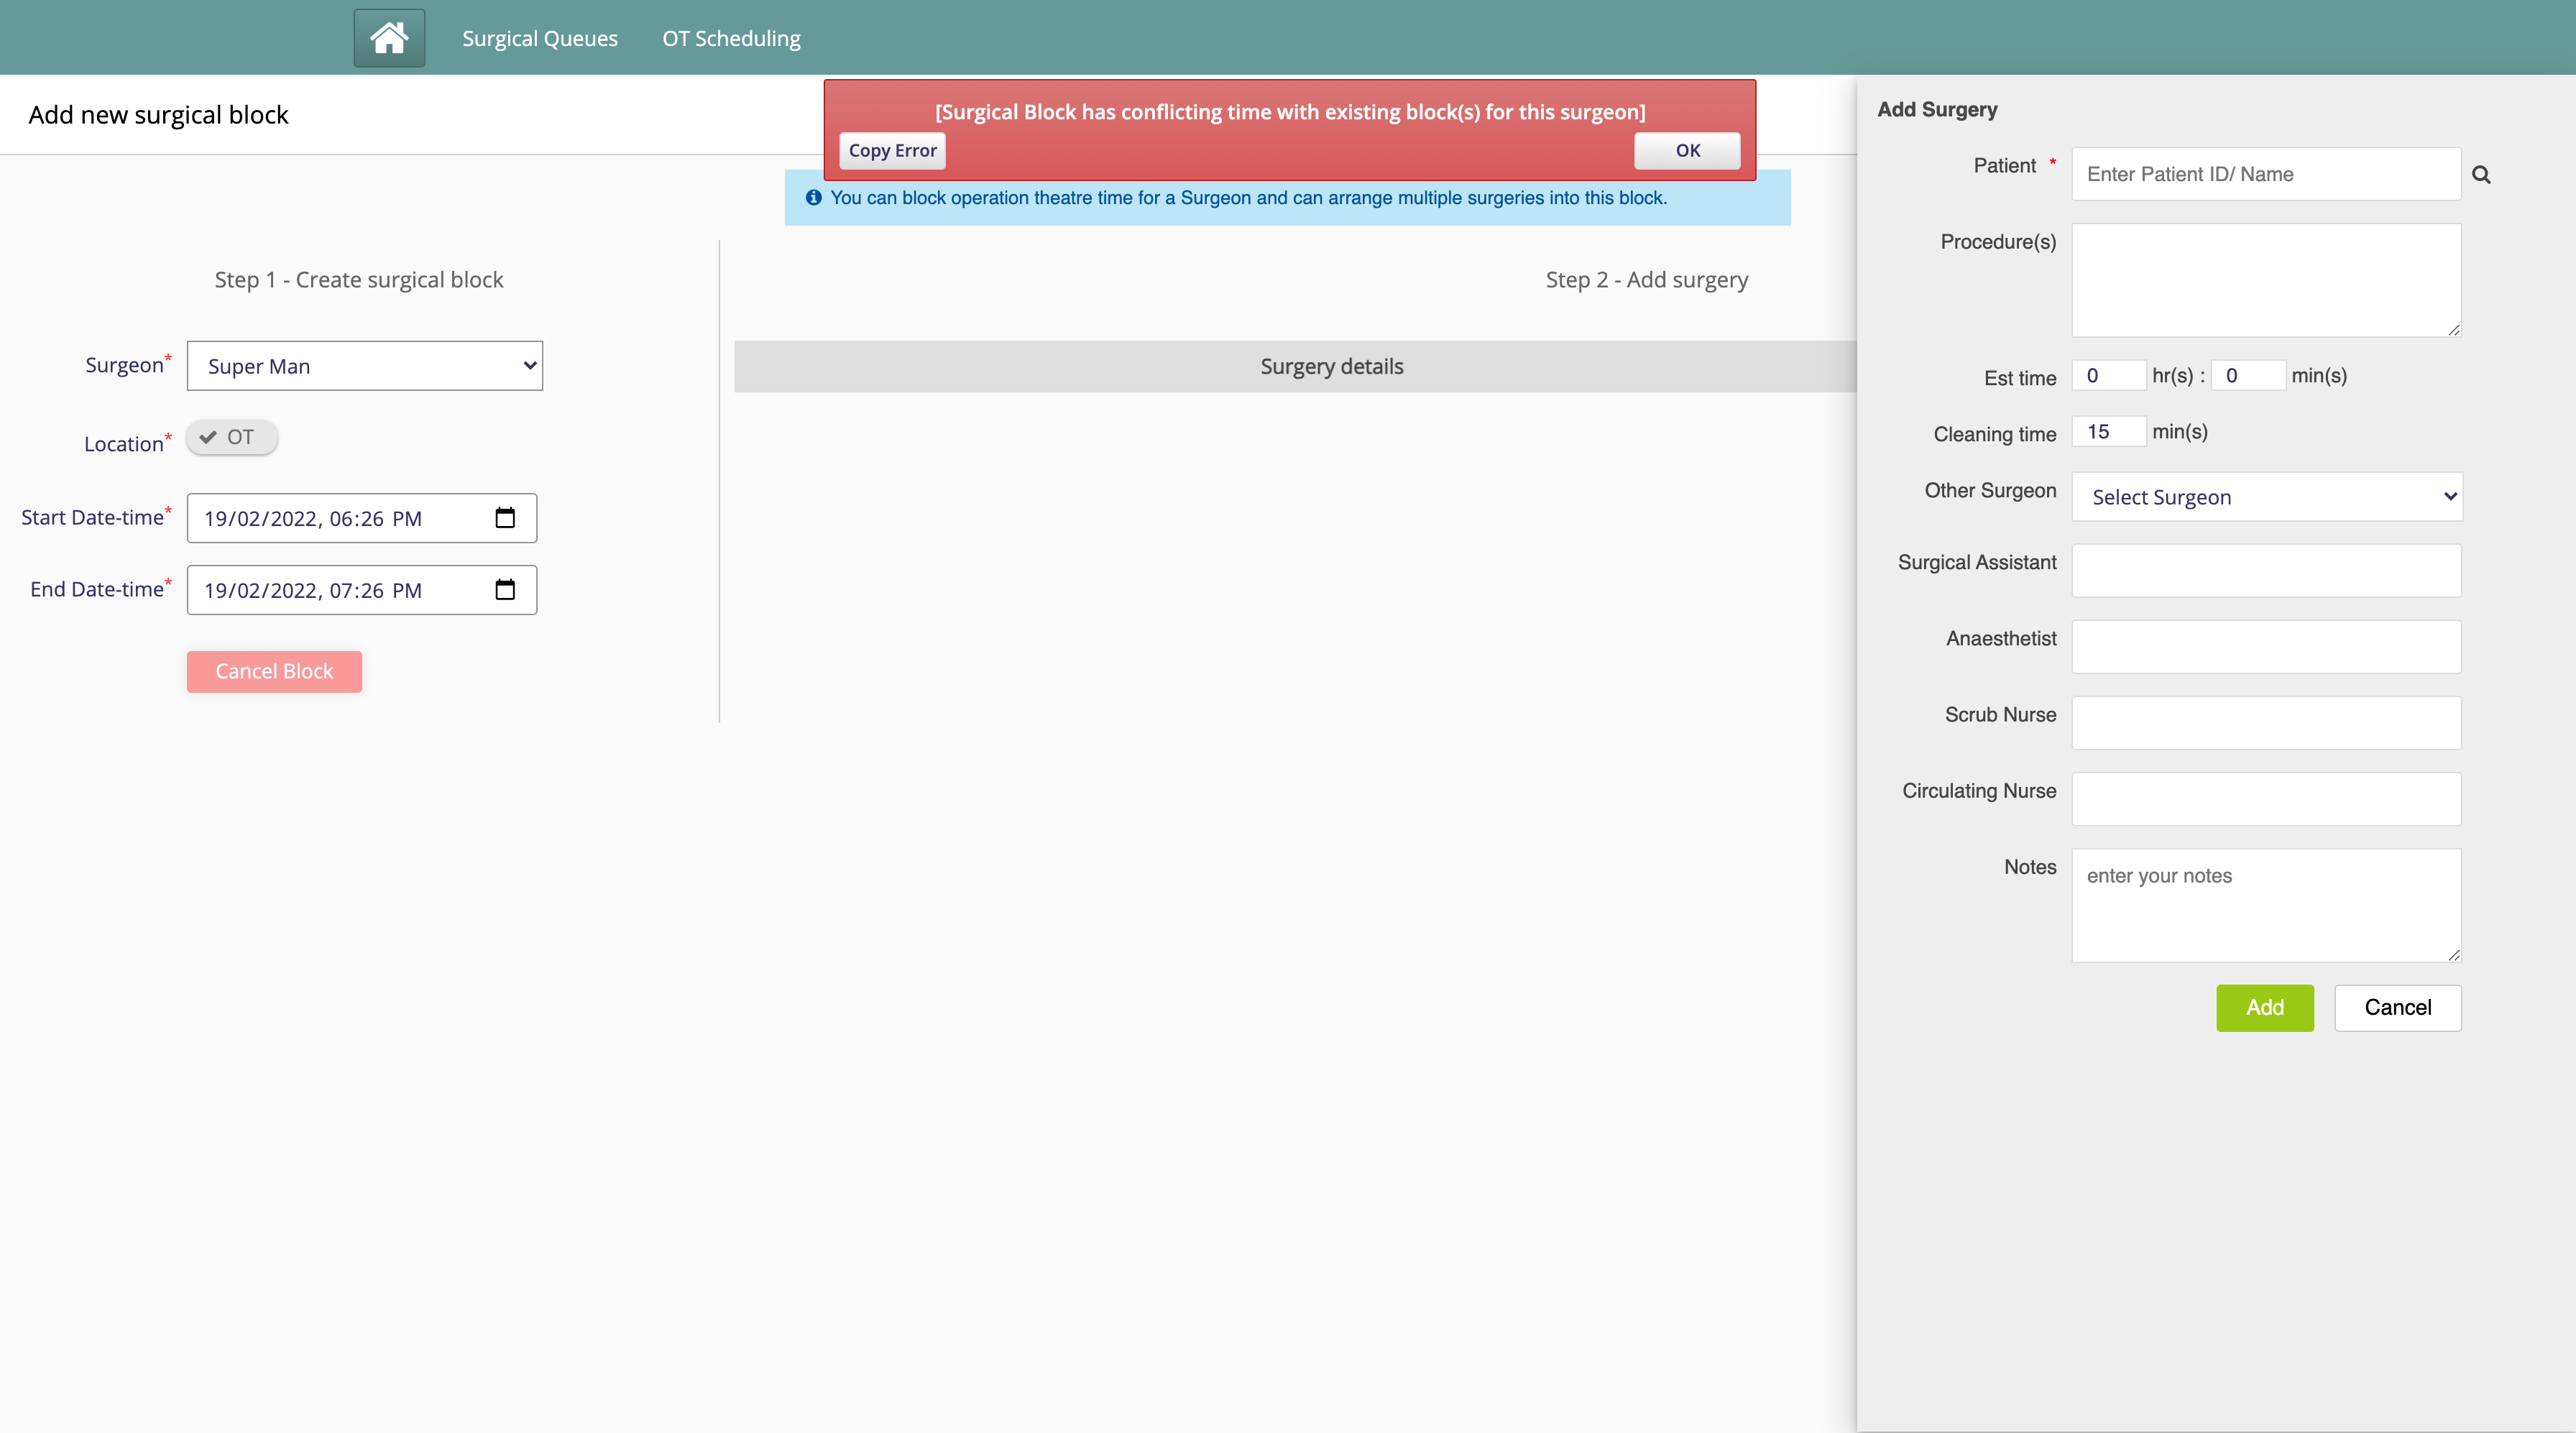 Surgical Queues OT Scheduling
Add new surgical block
[Surgical Block has conflicting time with existing block(s) for this surgeon]
Copy Error OK
You can block operation theatre time for a Surgeon and can arrange multiple surgeries into this block.
Step 1 - Create surgical block
Surgeon* Super Man
Location* OT
Start Date-time* 19/02/2022, 06:26 PM
End Date-time* 19/02/2022, 07:26 PM
Cancel Block
Step 2 - Add surgery
Surgery details
Add Surgery
Patient * Enter Patient ID/ Name
Procedure(s)
Est time 0 hr(s) : 0 min(s)
Cleaning time 15 min(s)
Other Surgeon Select Surgeon
Surgical Assistant
Anaesthetist
Scrub Nurse
Circulating Nurse
Notes enter your notes
Add Cancel